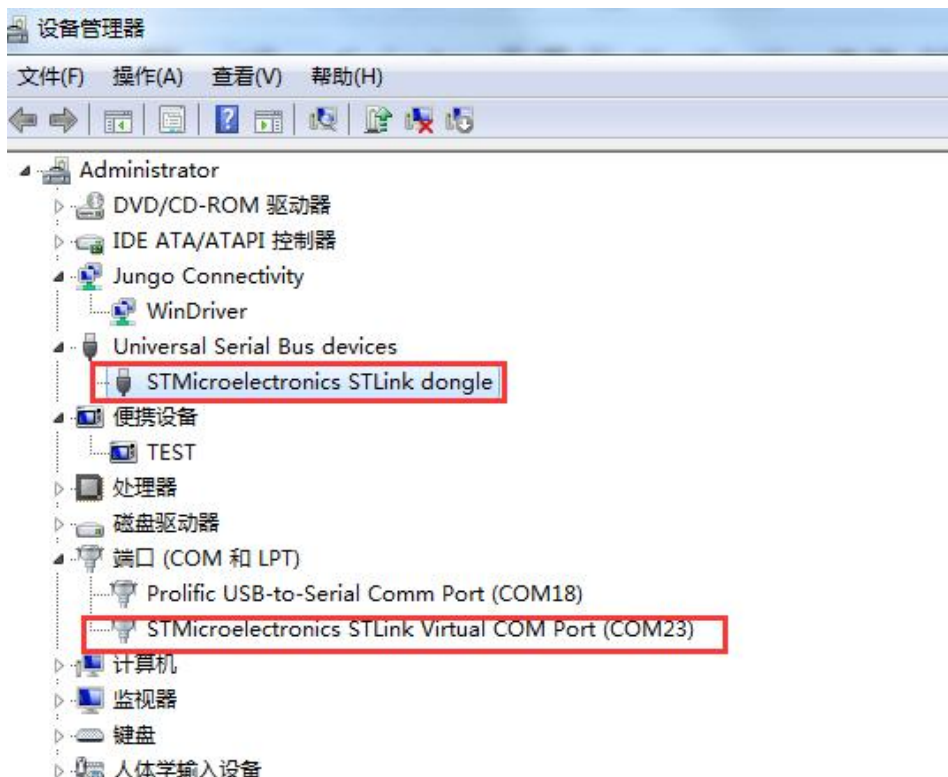 设备管理器
文件(F) 操作(A) 查看(V) 帮助(H)
Administrator
DVD/CD-ROM 驱动器
IDE ATA/ATAPI 控制器
Jungo Connectivity
WinDriver
Universal Serial Bus devices
STMicroelectronics STLink dongle
便携设备
TEST
处理器
磁盘驱动器
端口 (COM 和 LPT)
Prolific USB-to-Serial Comm Port (COM18)
STMicroelectronics STLink Virtual COM Port (COM23)
计算机
监视器
键盘
人体学输入设备